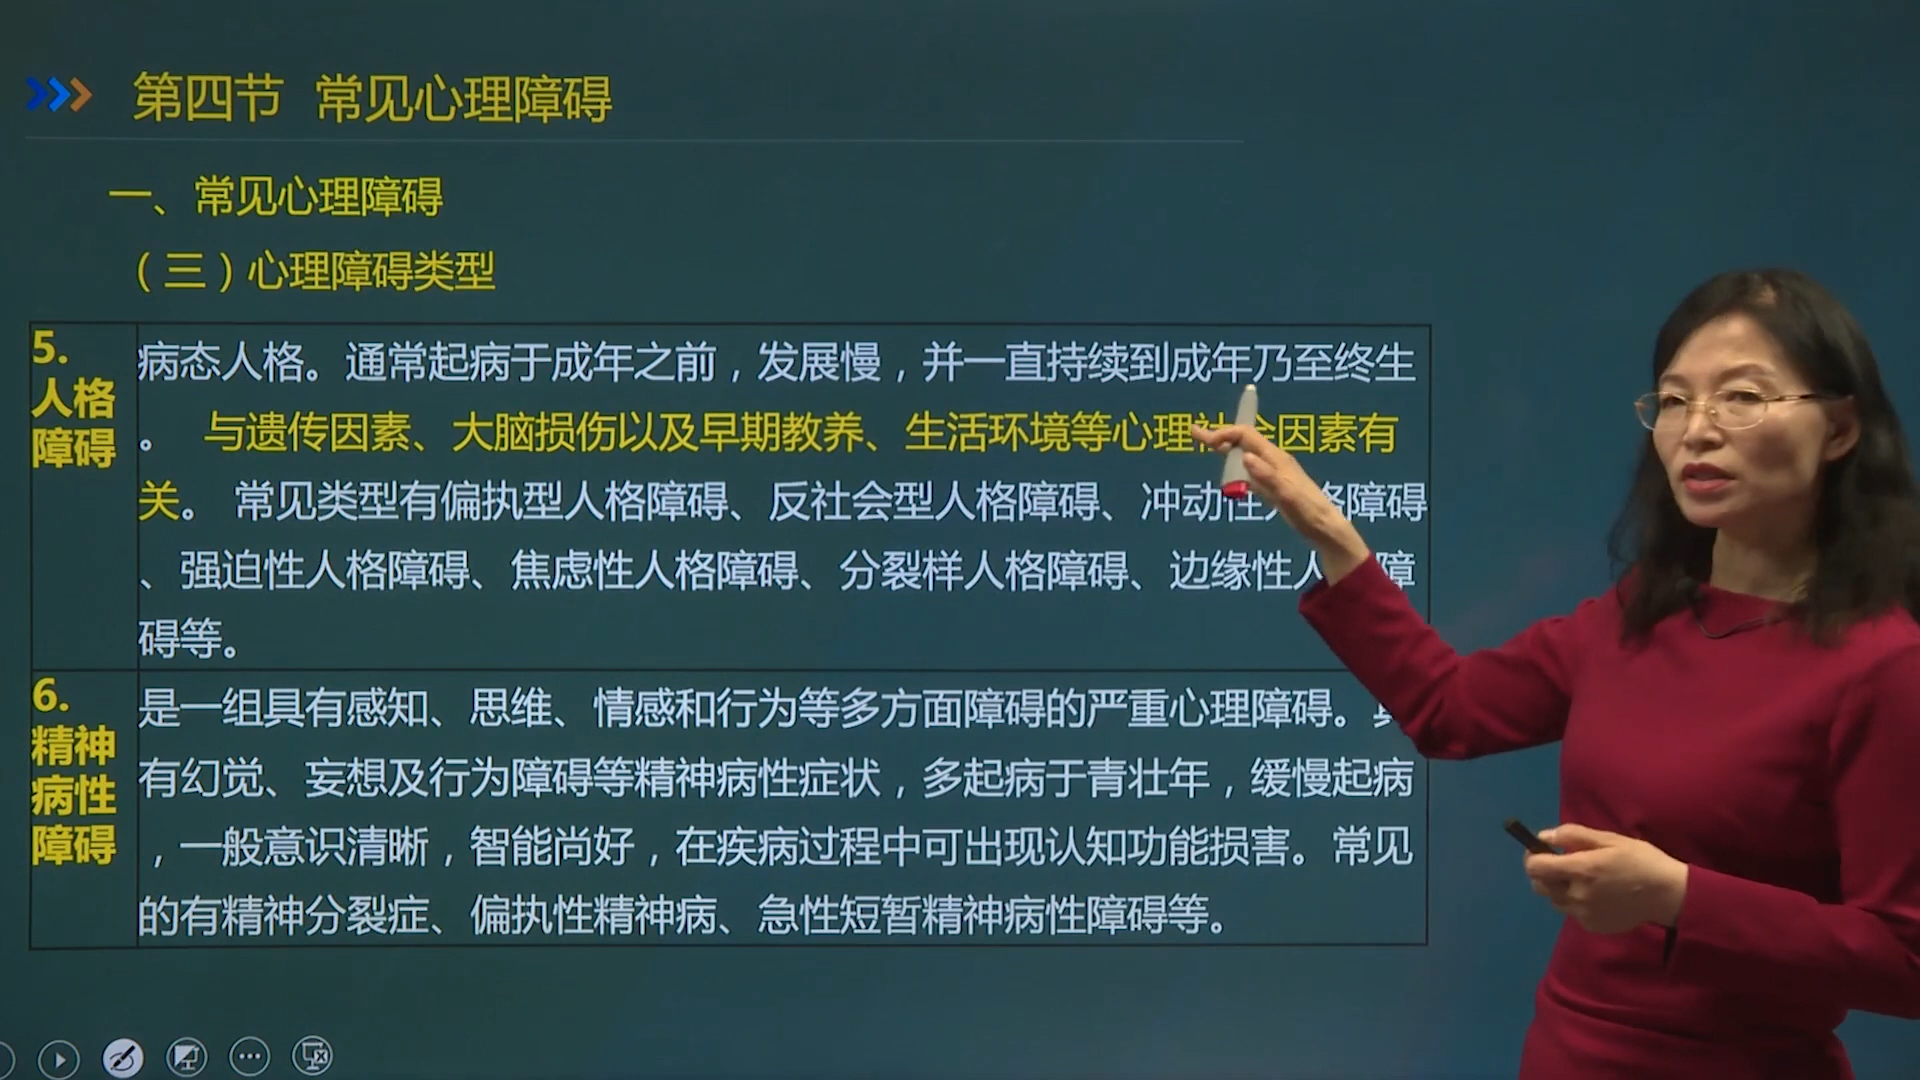 第四节 常见心理障碍
一、常见心理障碍
（三）心理障碍类型
5.
人格
障碍
病态人格。通常起病于成年之前，发展慢，并一直持续到成年乃至终生
。 与遗传因素、大脑损伤以及早期教养、生活环境等心理社会因素有
关。 常见类型有偏执型人格障碍、反社会型人格障碍、冲动性人格障碍
、强迫性人格障碍、焦虑性人格障碍、分裂样人格障碍、边缘性人 障
碍等。
6.
精神
病性
障碍
是一组具有感知、思维、情感和行为等多方面障碍的严重心理障碍。具
有幻觉、妄想及行为障碍等精神病性症状，多起病于青壮年，缓慢起病
，一般意识清晰，智能尚好，在疾病过程中可出现认知功能损害。常见
的有精神分裂症、偏执性精神病、急性短暂精神病性障碍等。